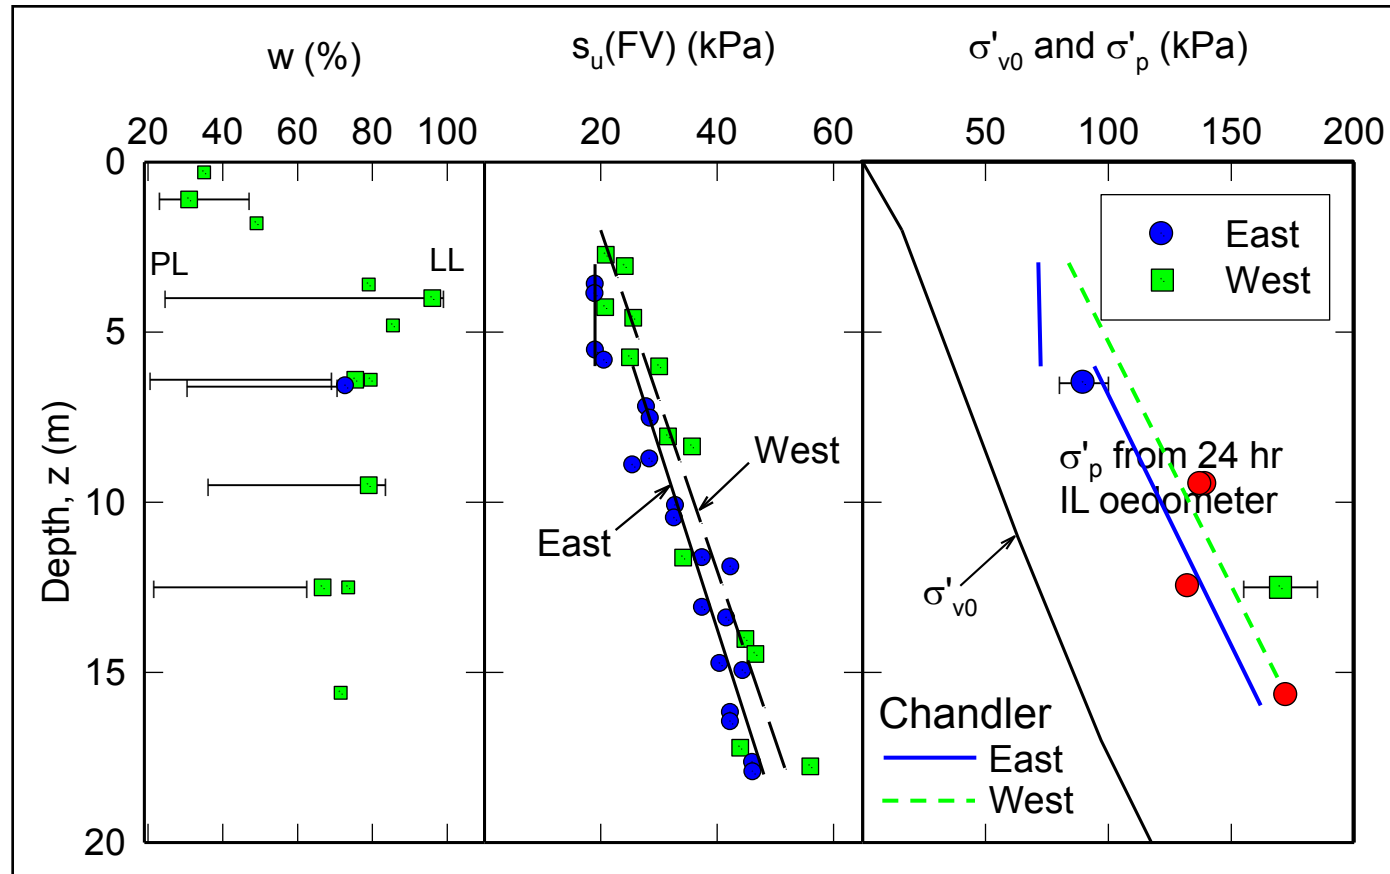 w (%)
s_u(FV) (kPa)
σ'_v0 and σ'_p (kPa)
20 40 60 80 100
20 40 60
50 100 150 200
0
5
10
15
20
Depth, z (m)
PL
LL
West
East
East
West
σ'_p from 24 hr
IL oedometer
σ'_v0
Chandler
East
West